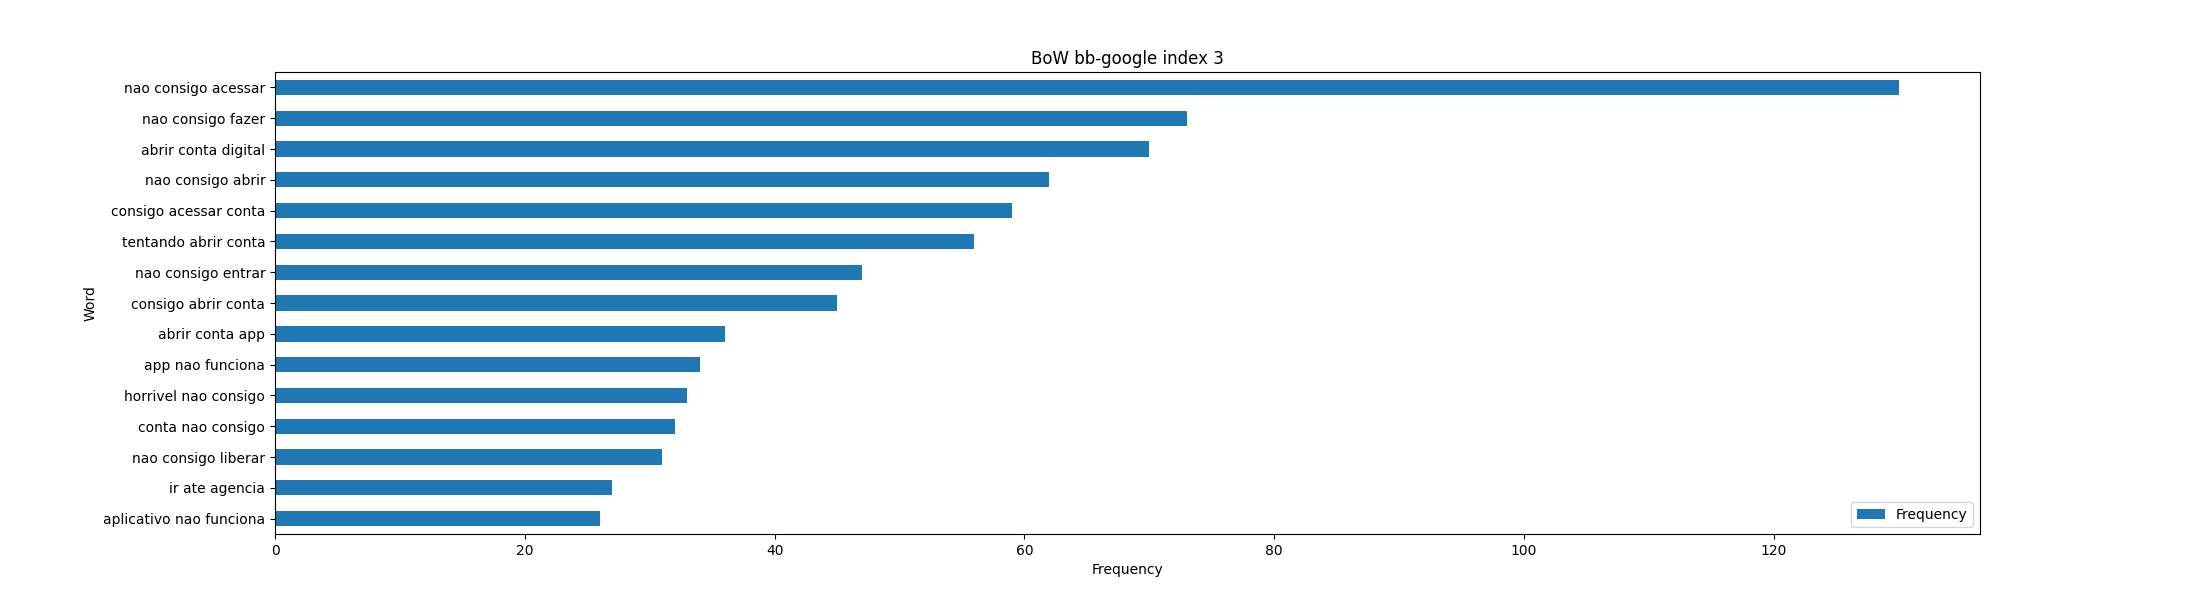 BoW bb-google index 3
nao consigo acessar
nao consigo fazer
abrir conta digital
nao consigo abrir
consigo acessar conta
tentando abrir conta
nao consigo entrar
consigo abrir conta
abrir conta app
app nao funciona
horrivel nao consigo
conta nao consigo
nao consigo liberar
ir ate agencia
aplicativo nao funciona
Word
Frequency
0 20 40 60 80 100 120
Frequency